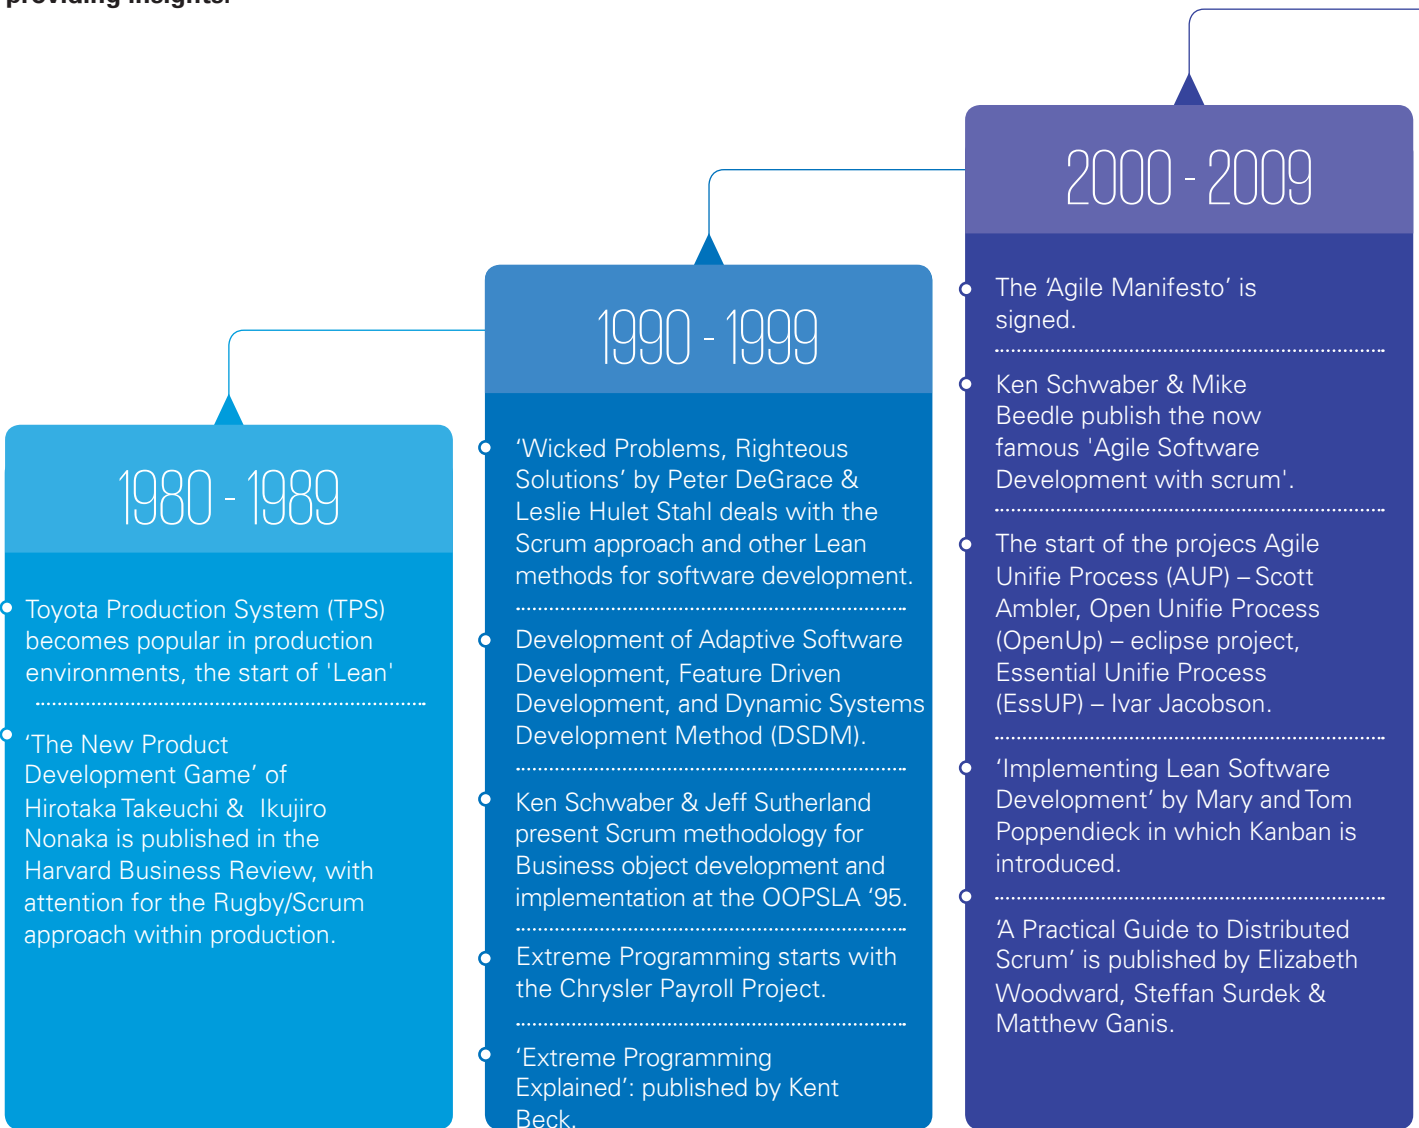 providing insights.
1980 - 1989
Toyota Production System (TPS)
becomes popular in production
environments, the start of 'Lean'
‘The New Product
Development Game’ of
Hirotaka Takeuchi & Ikujiro
Nonaka is published in the
Harvard Business Review, with
attention for the Rugby/Scrum
approach within production.
1990 - 1999
‘Wicked Problems, Righteous
Solutions’ by Peter DeGrace &
Leslie Hulet Stahl deals with the
Scrum approach and other Lean
methods for software development.
Development of Adaptive Software
Development, Feature Driven
Development, and Dynamic Systems
Development Method (DSDM).
Ken Schwaber & Jeff Sutherland
present Scrum methodology for
Business object development and
implementation at the OOPSLA ‘95.
Extreme Programming starts with
the Chrysler Payroll Project.
‘Extreme Programming
Explained’: published by Kent
Beck.
2000 - 2009
The ‘Agile Manifesto’ is
signed.
Ken Schwaber & Mike
Beedle publish the now
famous 'Agile Software
Development with scrum'.
The start of the projecs Agile
Unifie Process (AUP) – Scott
Ambler, Open Unifie Process
(OpenUp) – eclipse project,
Essential Unifie Process
(EssUP) – Ivar Jacobson.
‘Implementing Lean Software
Development’ by Mary and Tom
Poppendieck in which Kanban is
introduced.
‘A Practical Guide to Distributed
Scrum’ is published by Elizabeth
Woodward, Steffan Surdek &
Matthew Ganis.